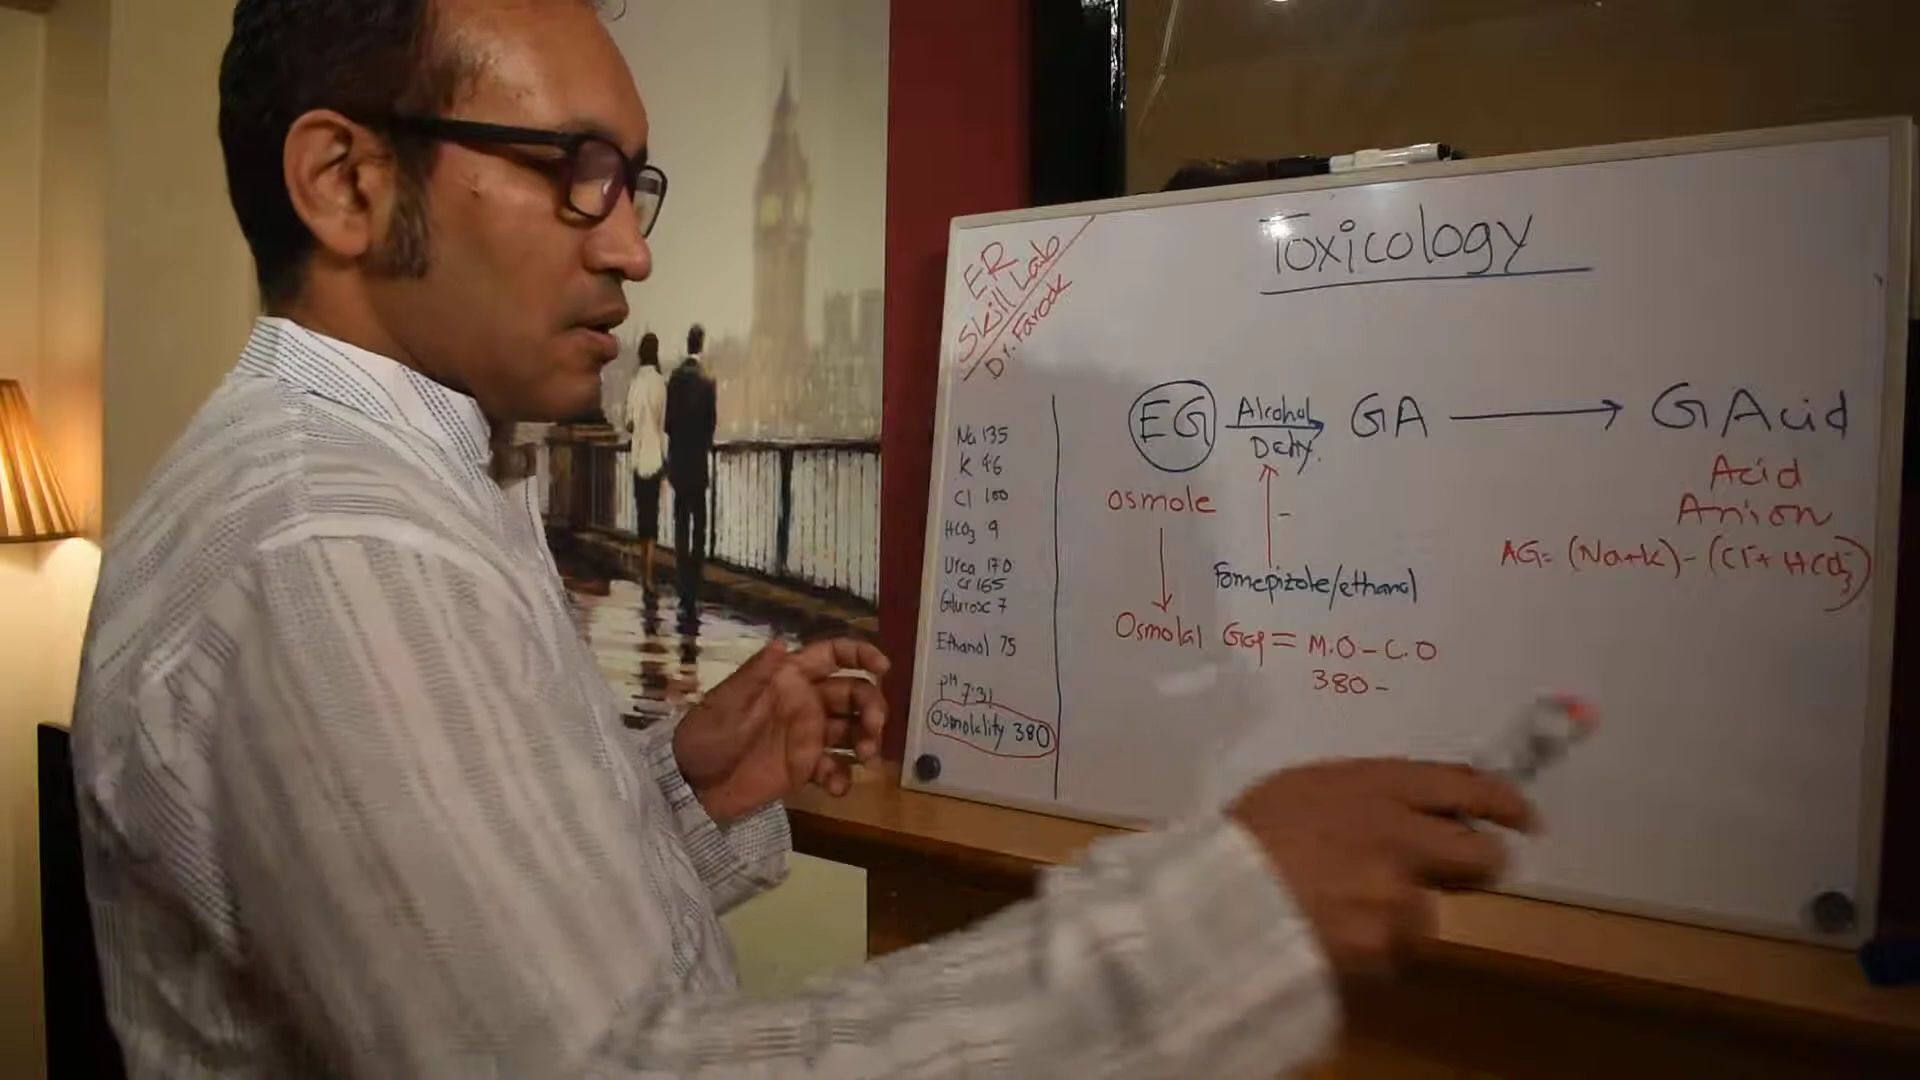 Toxicology
ER
Skill Lab
Dr. Farook
Na 135
K 4.6
Cl 100
HCO3 9
Urea 170
Cr 165
Glucose 7
Ethanol 75
pH 7.31
Osmolality 380
EG Alcohol GA GAcid
Dehy.
Osmole
Acid
Anion
AG= (Na+K) - (Cl-+ HCO3-)
Fomepizole/ethanol
Osmolal Gap = M.O - C.O
380 -